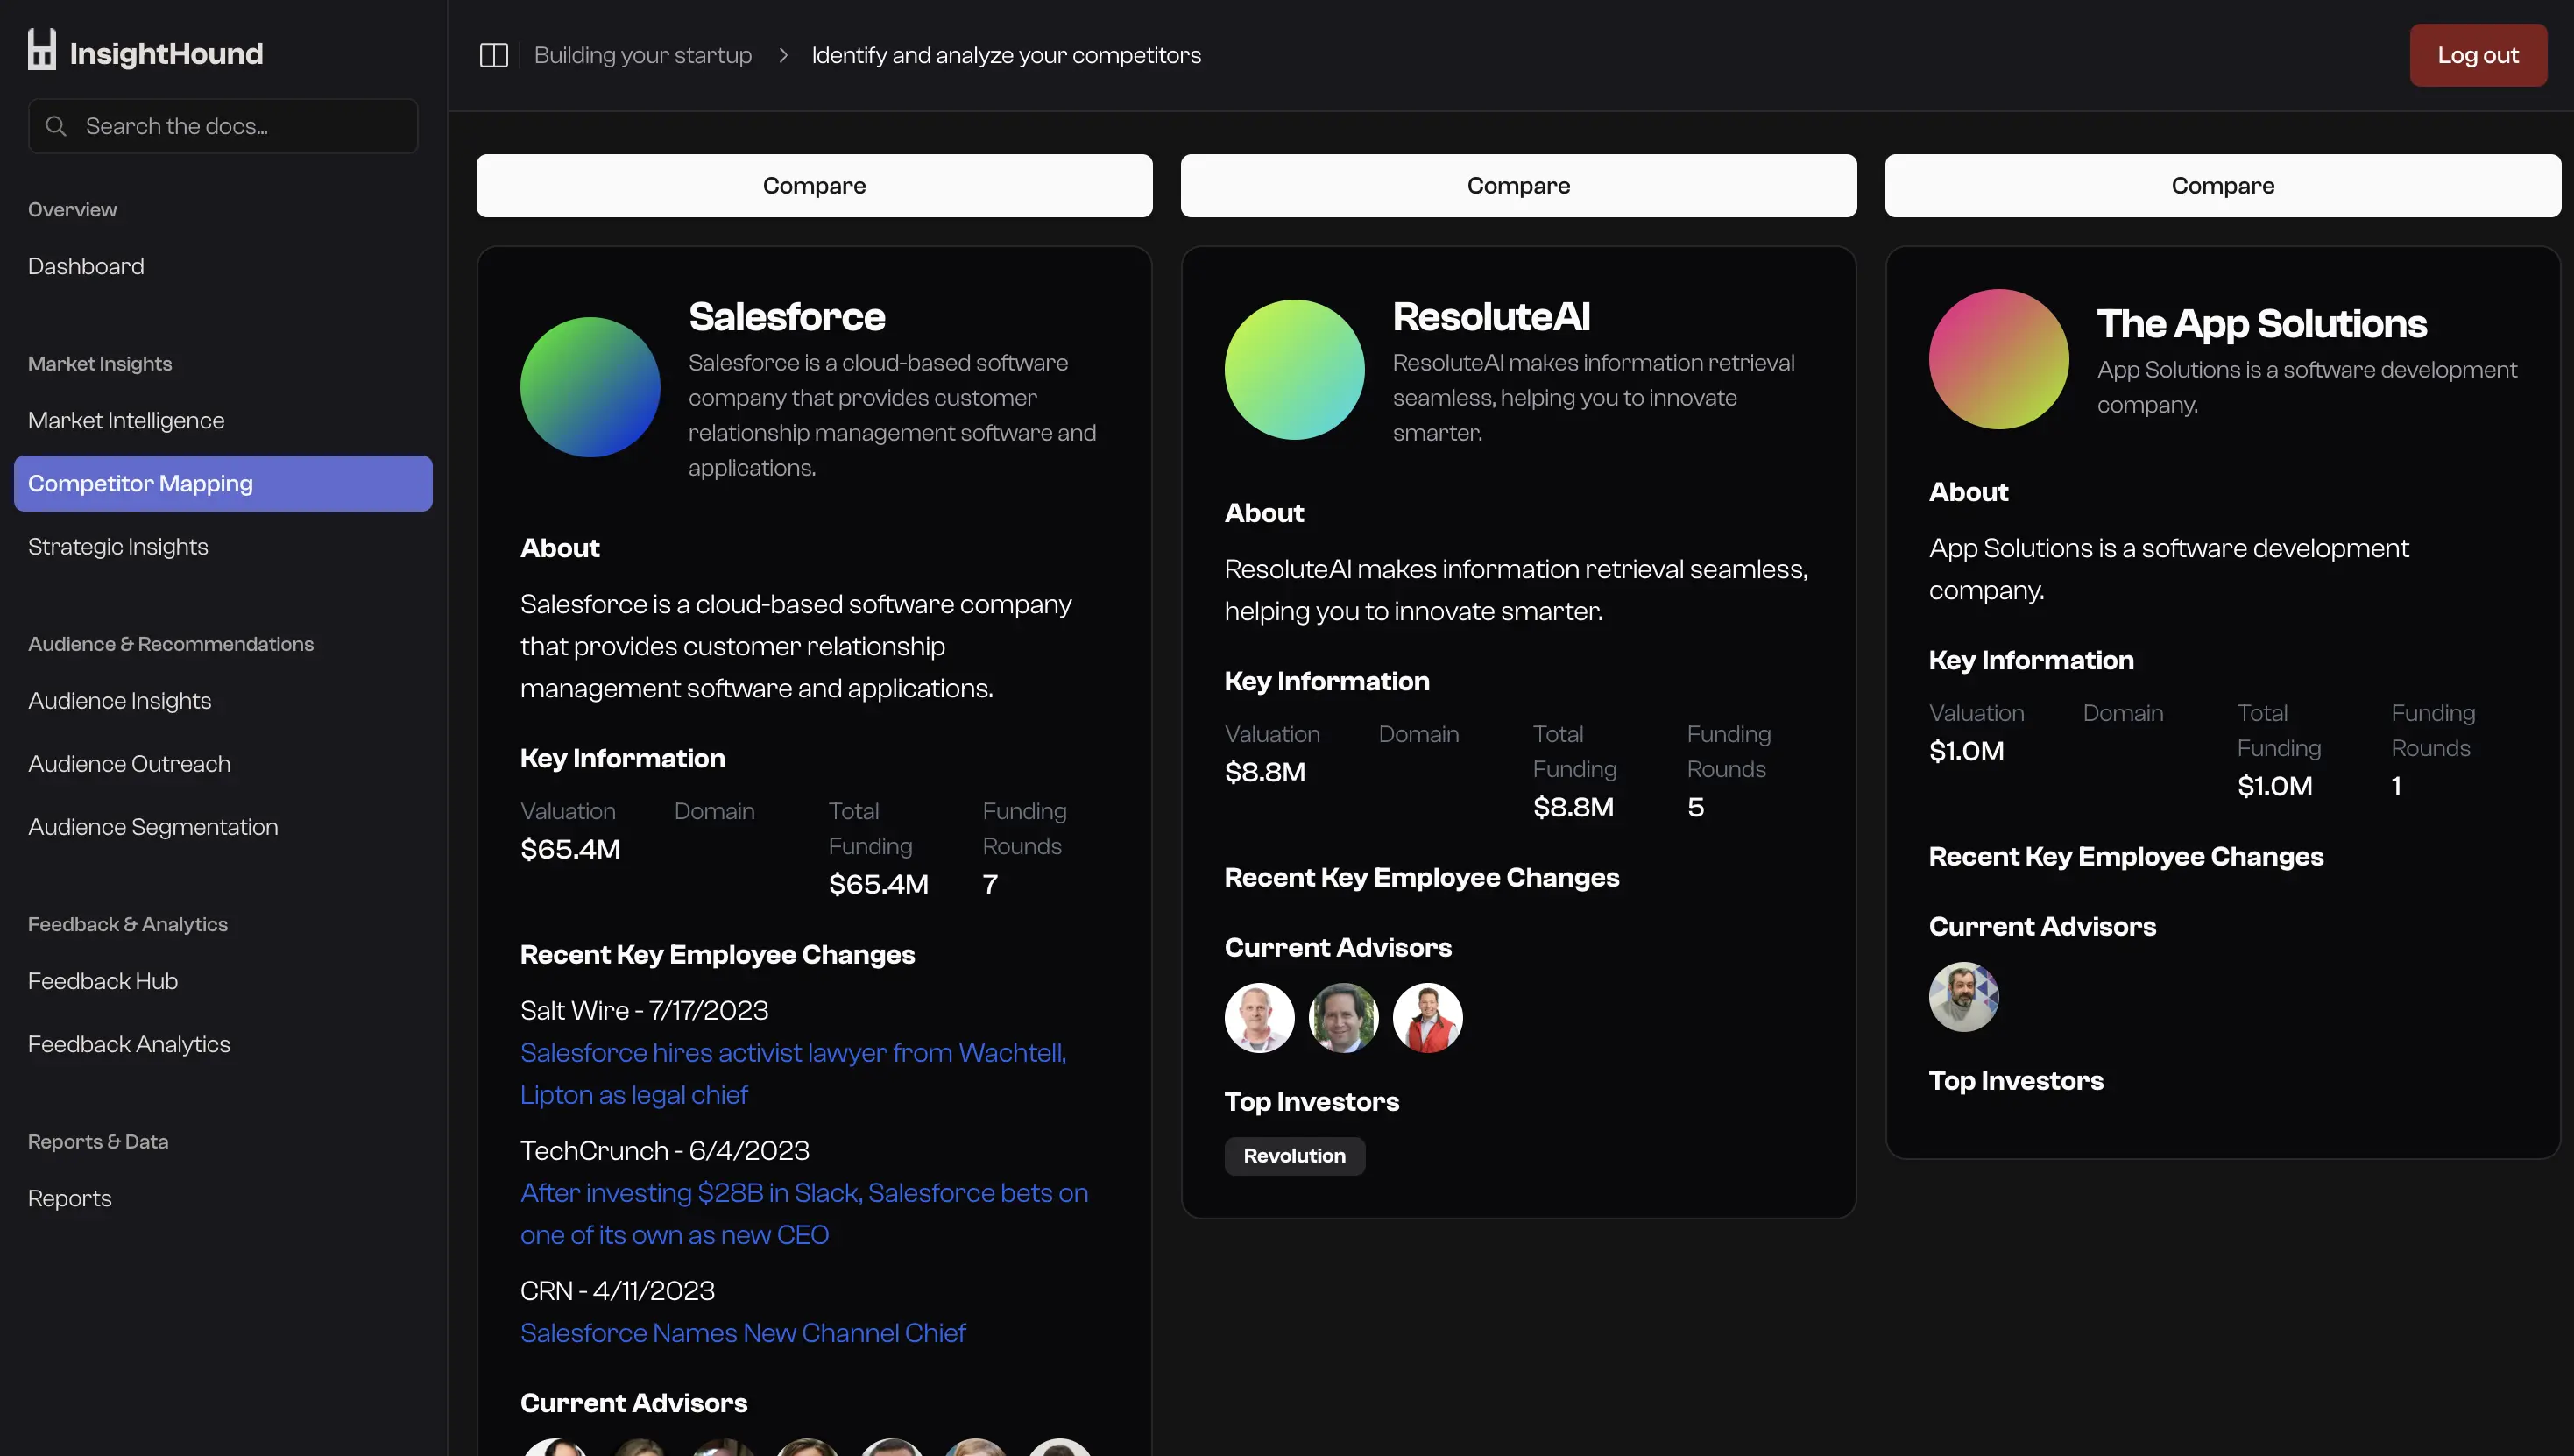 InsightHound
Search the docs...
Overview
Dashboard
Market Insights
Market Intelligence
Competitor Mapping
Strategic Insights
Audience & Recommendations
Audience Insights
Audience Outreach
Audience Segmentation
Feedback & Analytics
Feedback Hub
Feedback Analytics
Reports & Data
Reports
Building your startup
Identify and analyze your competitors
Log out
Compare
Salesforce
Salesforce is a cloud-based software
company that provides customer
relationship management software and
applications.
About
Salesforce is a cloud-based software company
that provides customer relationship
management software and applications.
Key Information
Valuation
$65.4M
Domain
Total
Funding
$65.4M
Funding
Rounds
7
Recent Key Employee Changes
Salt Wire - 7/17/2023
Salesforce hires activist lawyer from Wachtell,
Lipton as legal chief
TechCrunch - 6/4/2023
After investing $28B in Slack, Salesforce bets on
one of its own as new CEO
CRN - 4/11/2023
Salesforce Names New Channel Chief
Current Advisors
Compare
ResoluteAI
ResoluteAI makes information retrieval
seamless, helping you to innovate
smarter.
About
ResoluteAI makes information retrieval seamless,
helping you to innovate smarter.
Key Information
Valuation
$8.8M
Domain
Total
Funding
$8.8M
Funding
Rounds
5
Recent Key Employee Changes
Current Advisors
Top Investors
Revolution
Compare
The App Solutions
App Solutions is a software development
company.
About
App Solutions is a software development
company.
Key Information
Valuation
$1.0M
Domain
Total
Funding
$1.0M
Funding
Rounds
1
Recent Key Employee Changes
Current Advisors
Top Investors